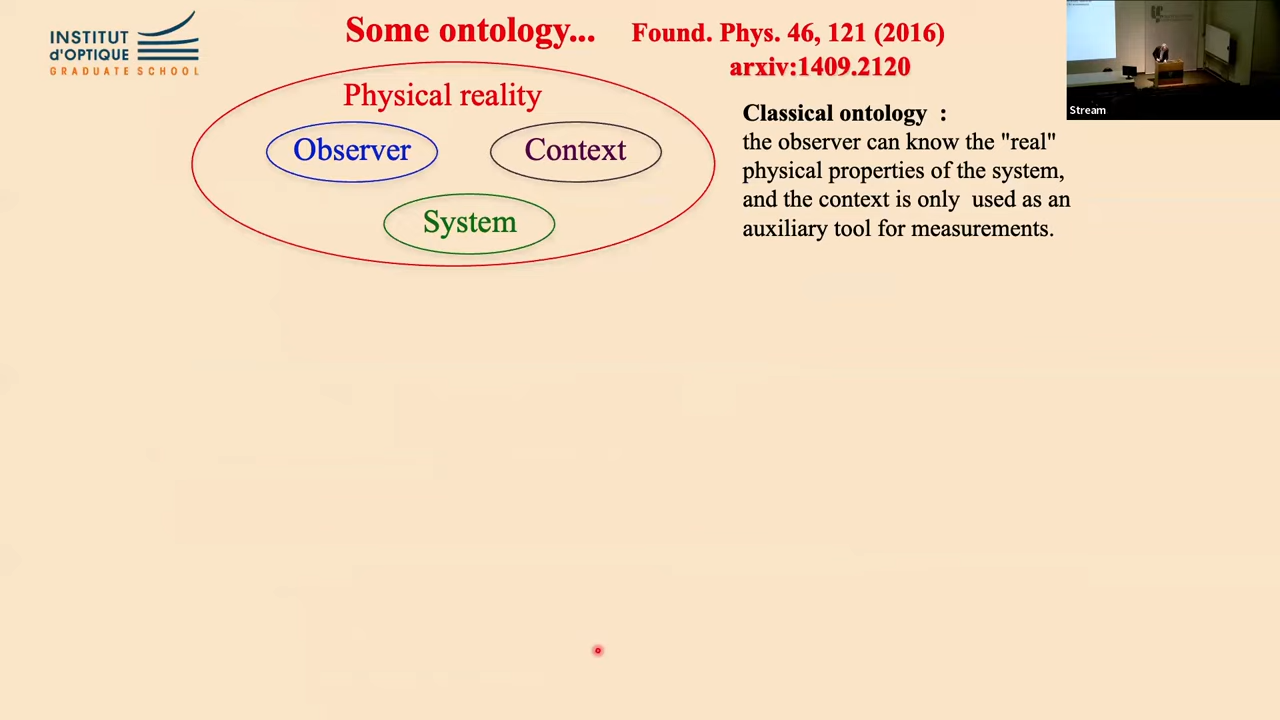 INSTITUT
d'OPTIQUE
GRADUATE SCHOOL
Some ontology... Found. Phys. 46, 121 (2016)
arxiv:1409.2120
Physical reality
Observer
Context
System
Classical ontology :
the observer can know the "real"
physical properties of the system,
and the context is only used as an
auxiliary tool for measurements.
Stream